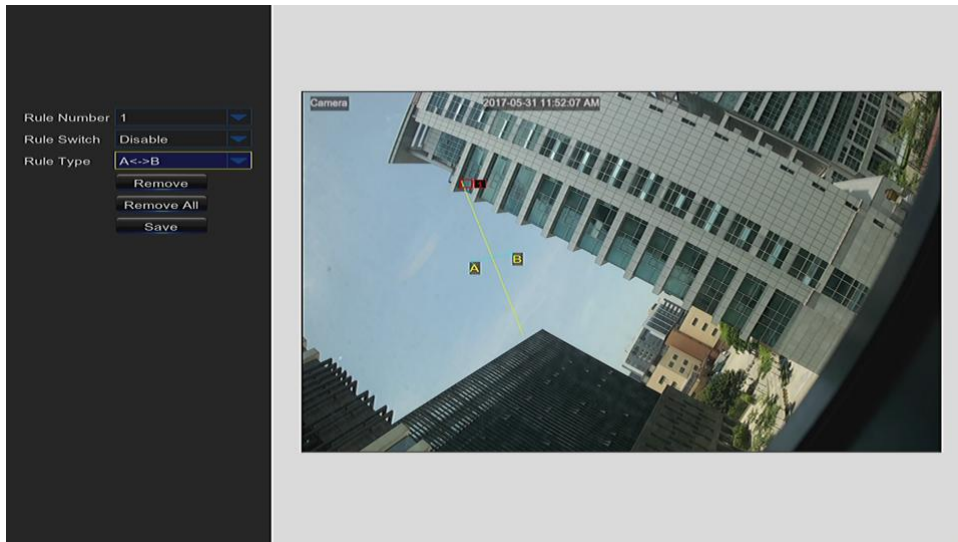 Rule Number 1
Rule Switch Disable
Rule Type A<->B
Remove
Remove All
Save
Camera 2017-05-31 11:52:07 AM
1
A B